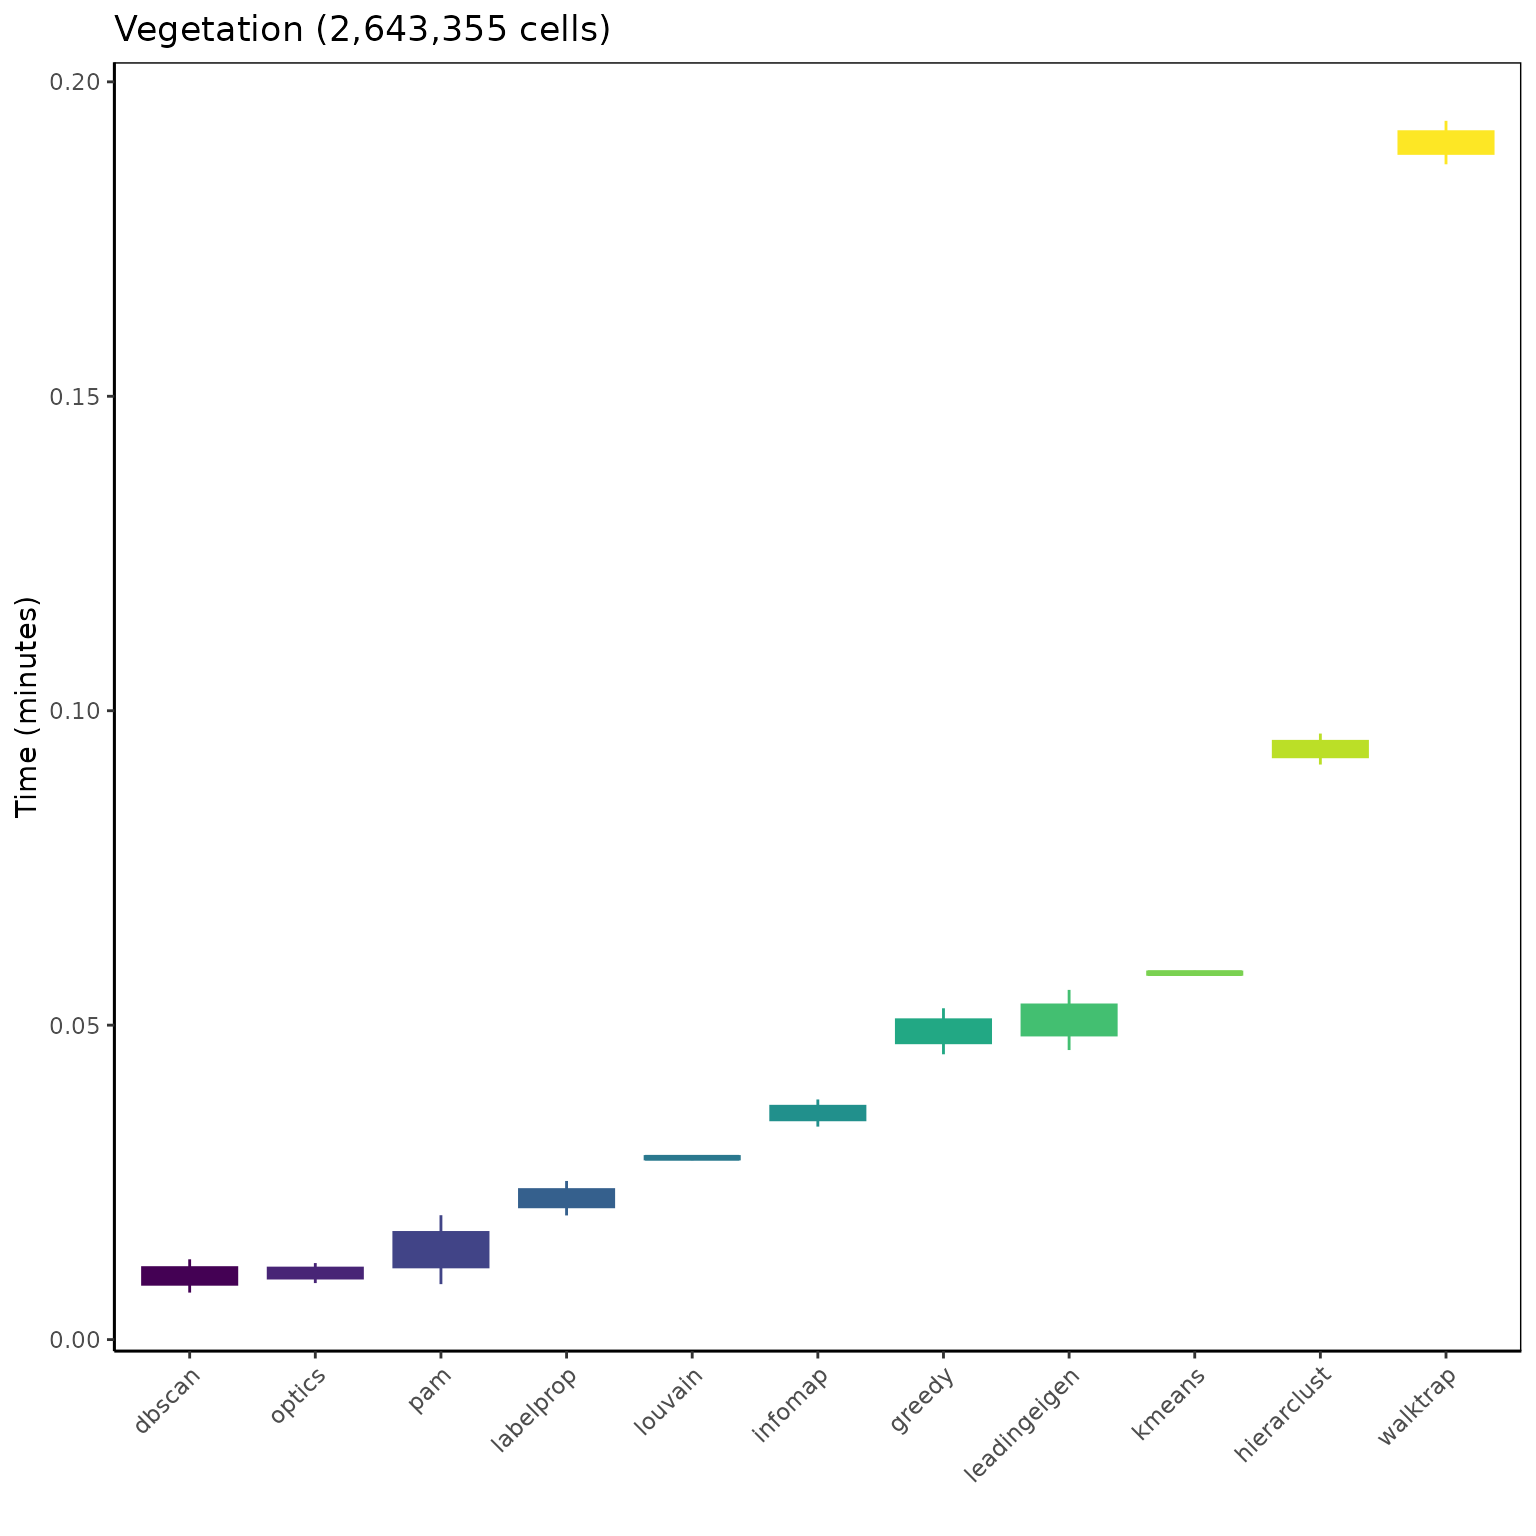 Vegetation (2,643,355 cells)
Time (minutes)
0.20
0.15
0.10
0.05
0.00
dbscan
optics
pam
labelprop
louvain
infomap
greedy
leadingeigen
kmeans
hierarclust
walktrap